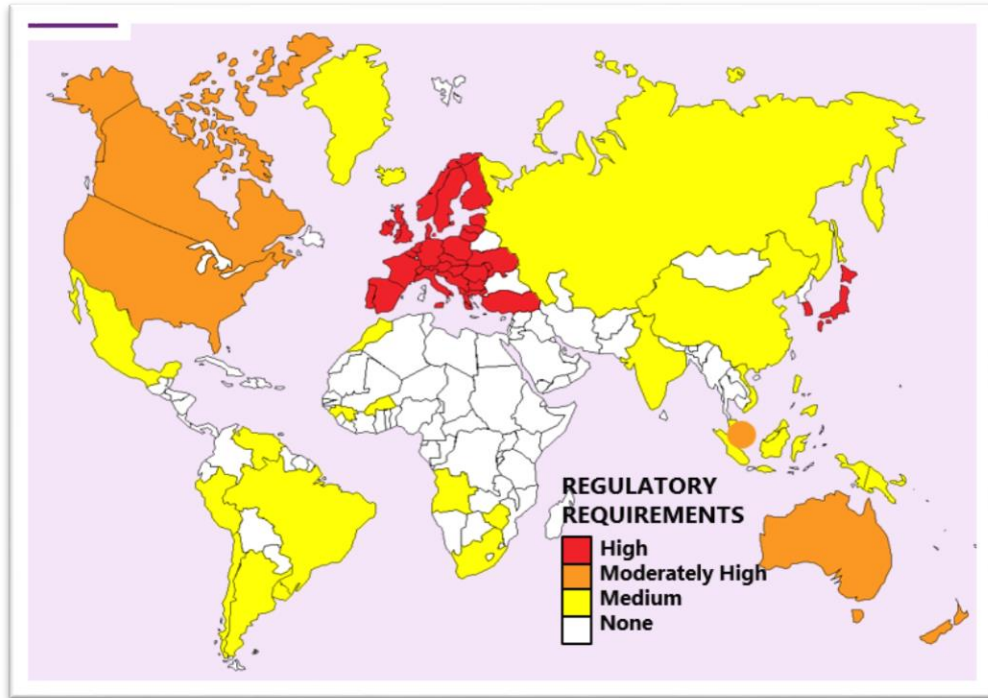 REGULATORY
REQUIREMENTS
High
Moderately High
Medium
None